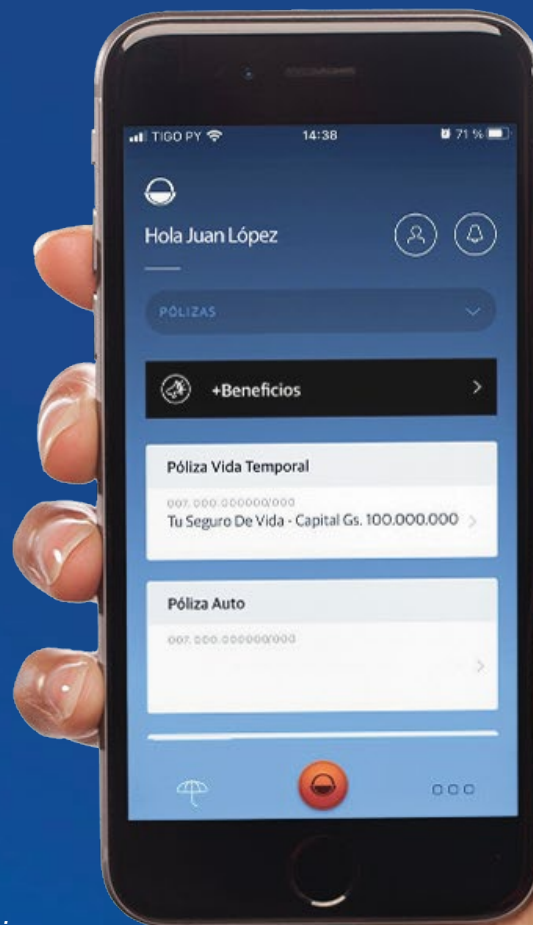 TIGO PY 14:38 71 %
Hola Juan López
PÓLIZAS
+Beneficios
Póliza Vida Temporal
007.000.000000/000
Tu Seguro De Vida - Capital Gs. 100.000.000
Póliza Auto
007.000.000000/000